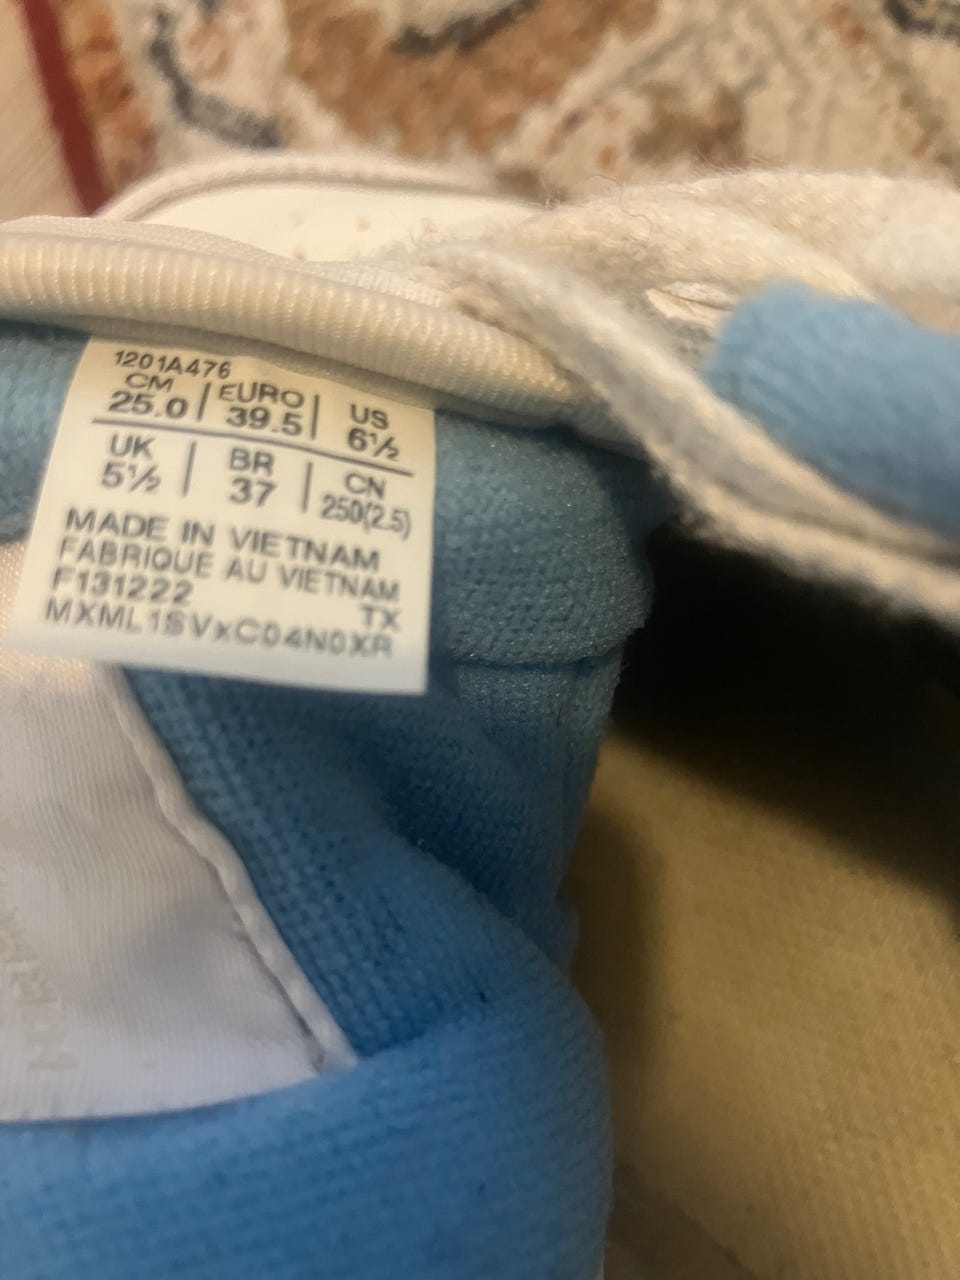 1201A476
CM 25.0 | EURO 39.5 | US 6½
UK 5½ | BR 37 | CN 250(2.5)
MADE IN VIETNAM
FABRIQUE AU VIETNAM
F131222 TX
MXML1SVxC04N0XR